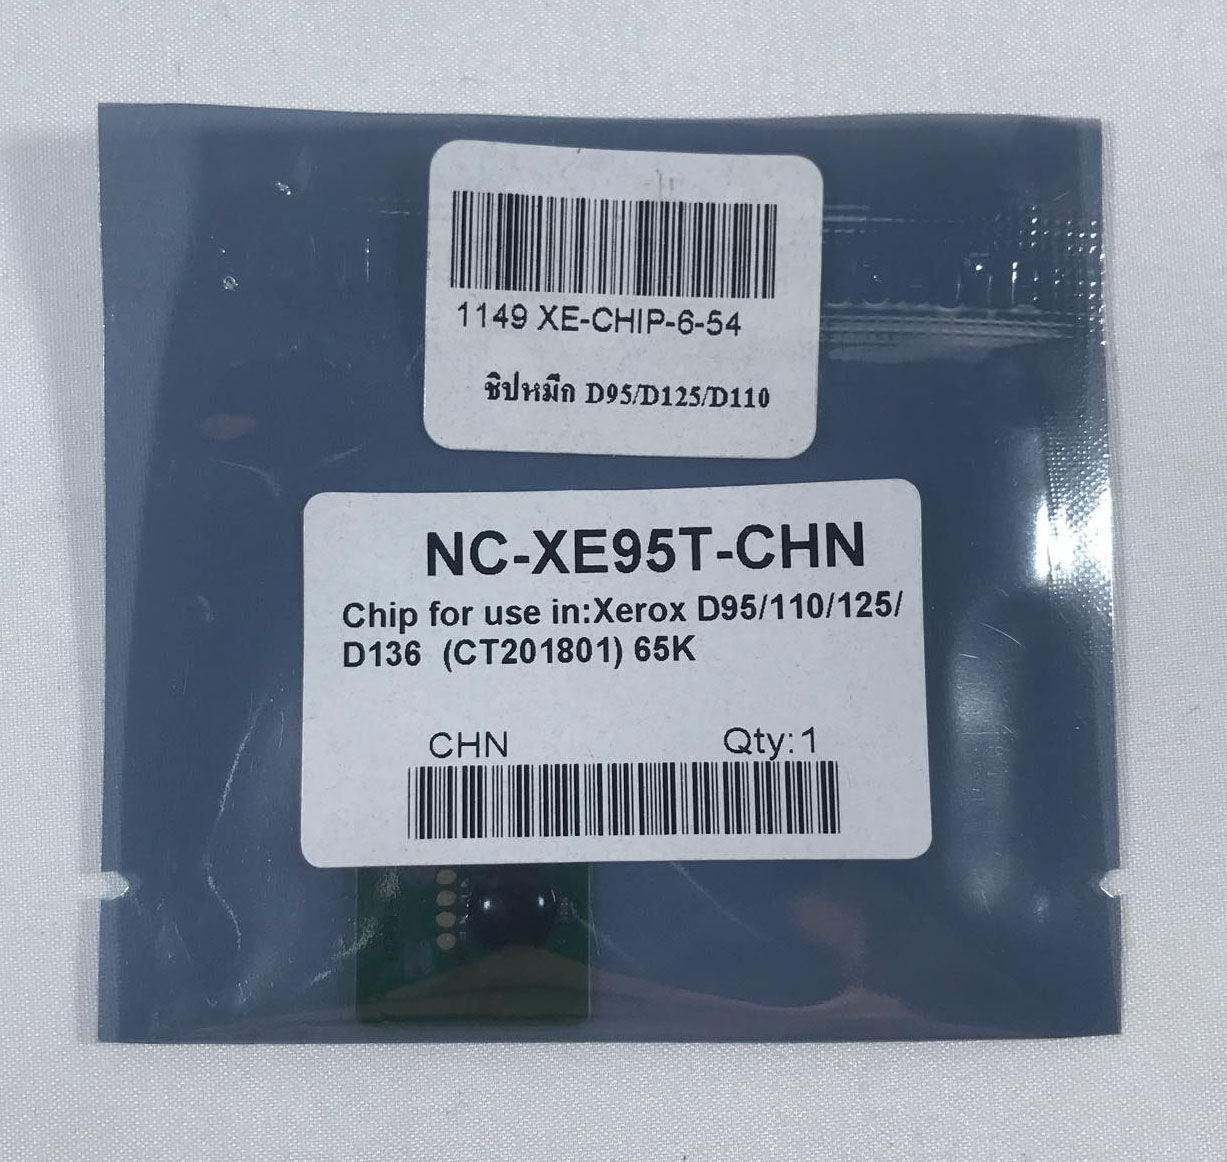 1149 XE-CHIP-6-54
ชิปหมึก D95/D125/D110
NC-XE95T-CHN
Chip for use in:Xerox D95/110/125/
D136 (CT201801) 65K
CHN Qty:1